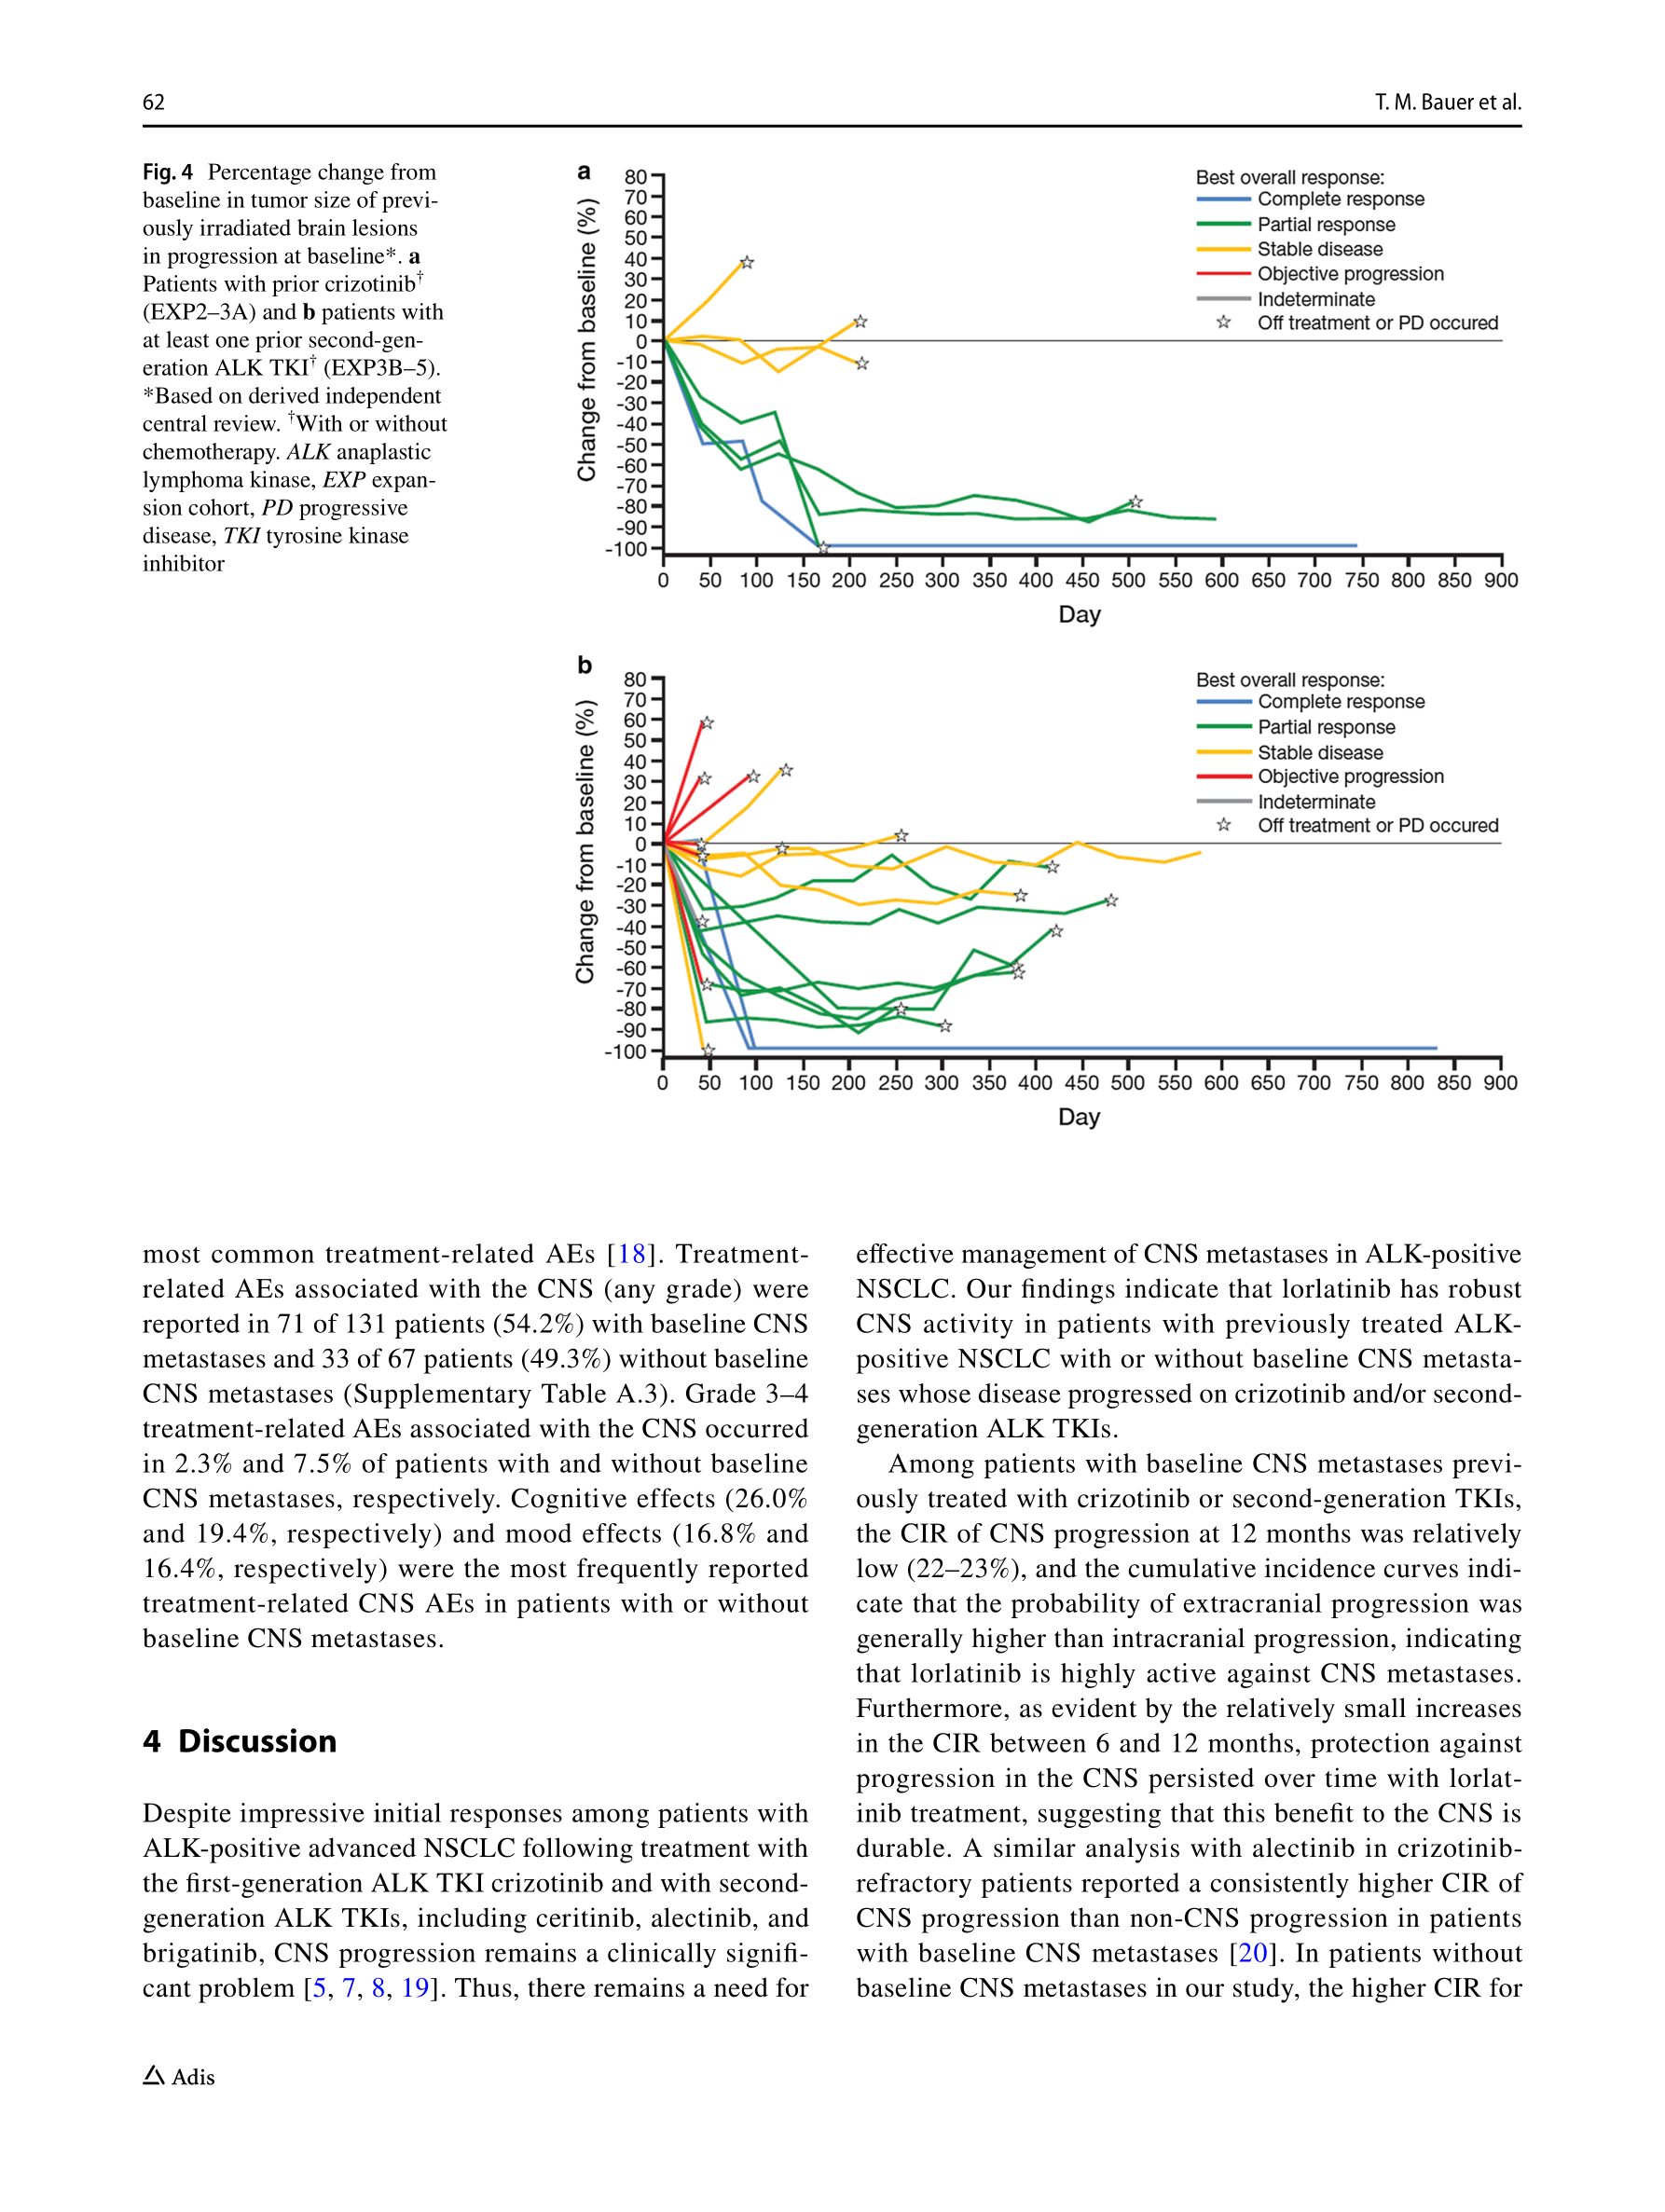 62
T. M. Bauer et al.
Fig. 4 Percentage change from
baseline in tumor size of previ-
ously irradiated brain lesions
in progression at baseline*. a
Patients with prior crizotinib†
(EXP2–3A) and b patients with
at least one prior second-gen-
eration ALK TKI† (EXP3B–5).
*Based on derived independent
central review. †With or without
chemotherapy. ALK anaplastic
lymphoma kinase, EXP expan-
sion cohort, PD progressive
disease, TKI tyrosine kinase
inhibitor
a
Change from baseline (%)
80
70
60
50
40
30
20
10
0
-10
-20
-30
-40
-50
-60
-70
-80
-90
-100
Best overall response:
Complete response
Partial response
Stable disease
Objective progression
Indeterminate
Off treatment or PD occured
0 50 100 150 200 250 300 350 400 450 500 550 600 650 700 750 800 850 900
Day
b
Change from baseline (%)
80
70
60
50
40
30
20
10
0
-10
-20
-30
-40
-50
-60
-70
-80
-90
-100
Best overall response:
Complete response
Partial response
Stable disease
Objective progression
Indeterminate
Off treatment or PD occured
0 50 100 150 200 250 300 350 400 450 500 550 600 650 700 750 800 850 900
Day
most common treatment-related AEs [18]. Treatment-
related AEs associated with the CNS (any grade) were
reported in 71 of 131 patients (54.2%) with baseline CNS
metastases and 33 of 67 patients (49.3%) without baseline
CNS metastases (Supplementary Table A.3). Grade 3–4
treatment-related AEs associated with the CNS occurred
in 2.3% and 7.5% of patients with and without baseline
CNS metastases, respectively. Cognitive effects (26.0%
and 19.4%, respectively) and mood effects (16.8% and
16.4%, respectively) were the most frequently reported
treatment-related CNS AEs in patients with or without
baseline CNS metastases.
4 Discussion
Despite impressive initial responses among patients with
ALK-positive advanced NSCLC following treatment with
the first-generation ALK TKI crizotinib and with second-
generation ALK TKIs, including ceritinib, alectinib, and
brigatinib, CNS progression remains a clinically signifi-
cant problem [5, 7, 8, 19]. Thus, there remains a need for
effective management of CNS metastases in ALK-positive
NSCLC. Our findings indicate that lorlatinib has robust
CNS activity in patients with previously treated ALK-
positive NSCLC with or without baseline CNS metasta-
ses whose disease progressed on crizotinib and/or second-
generation ALK TKIs.
Among patients with baseline CNS metastases previ-
ously treated with crizotinib or second-generation TKIs,
the CIR of CNS progression at 12 months was relatively
low (22–23%), and the cumulative incidence curves indi-
cate that the probability of extracranial progression was
generally higher than intracranial progression, indicating
that lorlatinib is highly active against CNS metastases.
Furthermore, as evident by the relatively small increases
in the CIR between 6 and 12 months, protection against
progression in the CNS persisted over time with lorlat-
inib treatment, suggesting that this benefit to the CNS is
durable. A similar analysis with alectinib in crizotinib-
refractory patients reported a consistently higher CIR of
CNS progression than non-CNS progression in patients
with baseline CNS metastases [20]. In patients without
baseline CNS metastases in our study, the higher CIR for
Adis